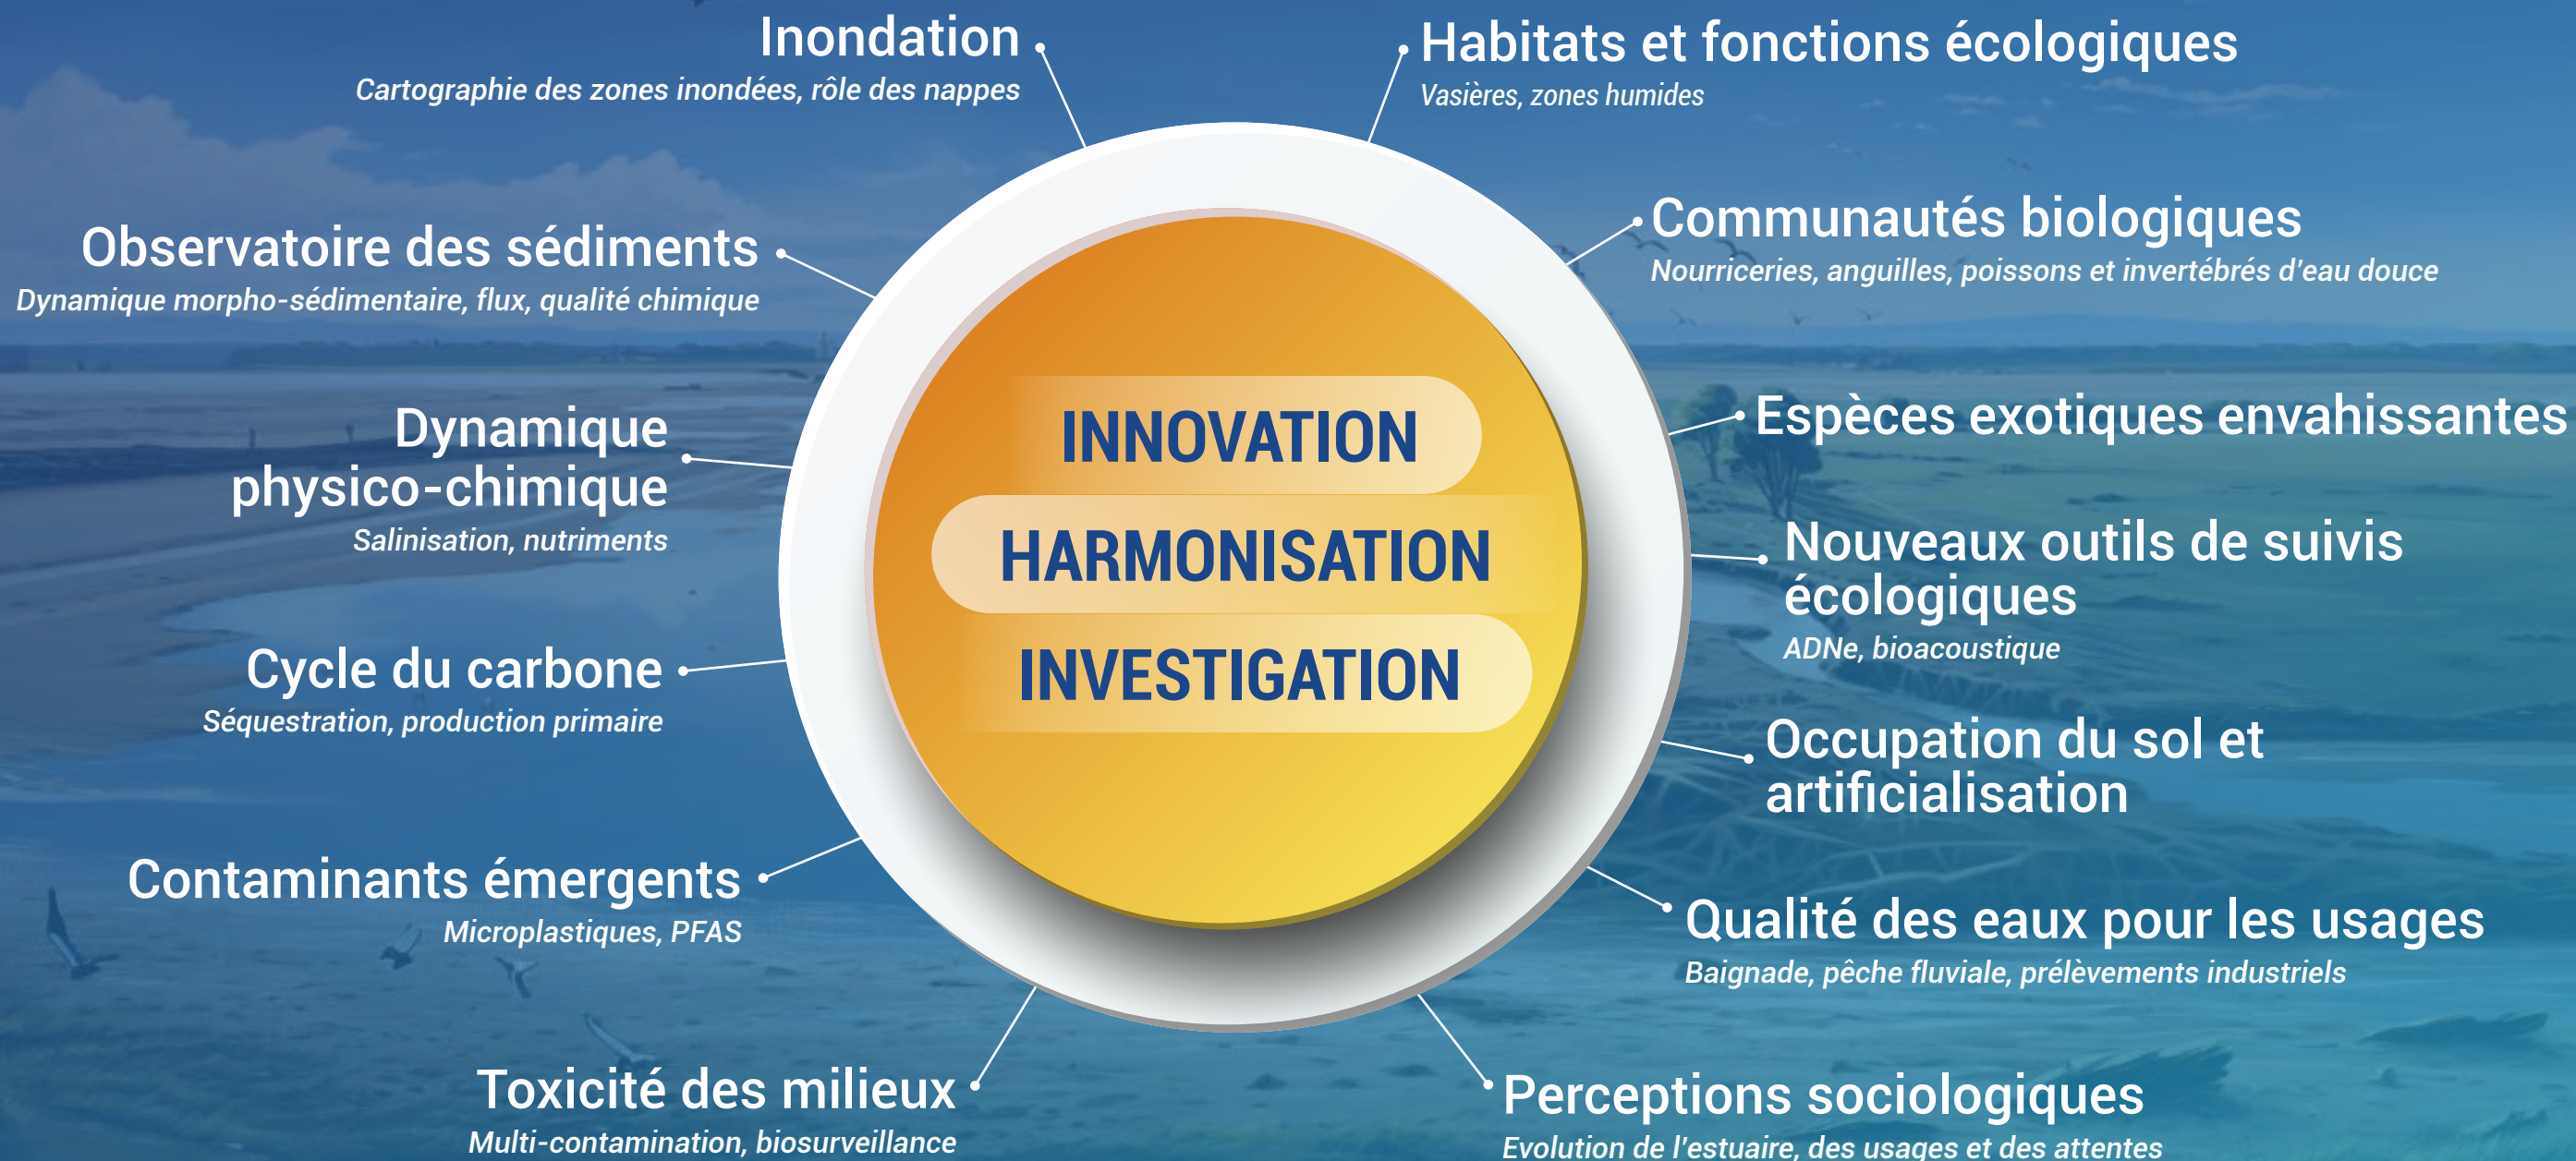 Inondation
Cartographie des zones inondées, rôle des nappes
Observatoire des sédiments
Dynamique morpho-sédimentaire, flux, qualité chimique
Dynamique
physico-chimique
Salinisation, nutriments
Cycle du carbone
Séquestration, production primaire
Contaminants émergents
Microplastiques, PFAS
Toxicité des milieux
Multi-contamination, biosurveillance
INNOVATION
HARMONISATION
INVESTIGATION
Habitats et fonctions écologiques
Vasières, zones humides
Communautés biologiques
Nourriceries, anguilles, poissons et invertébrés d'eau douce
Espèces exotiques envahissantes
Nouveaux outils de suivis
écologiques
ADNe, bioacoustique
Occupation du sol et
artificialisation
Qualité des eaux pour les usages
Baignade, pêche fluviale, prélèvements industriels
Perceptions sociologiques
Evolution de l'estuaire, des usages et des attentes